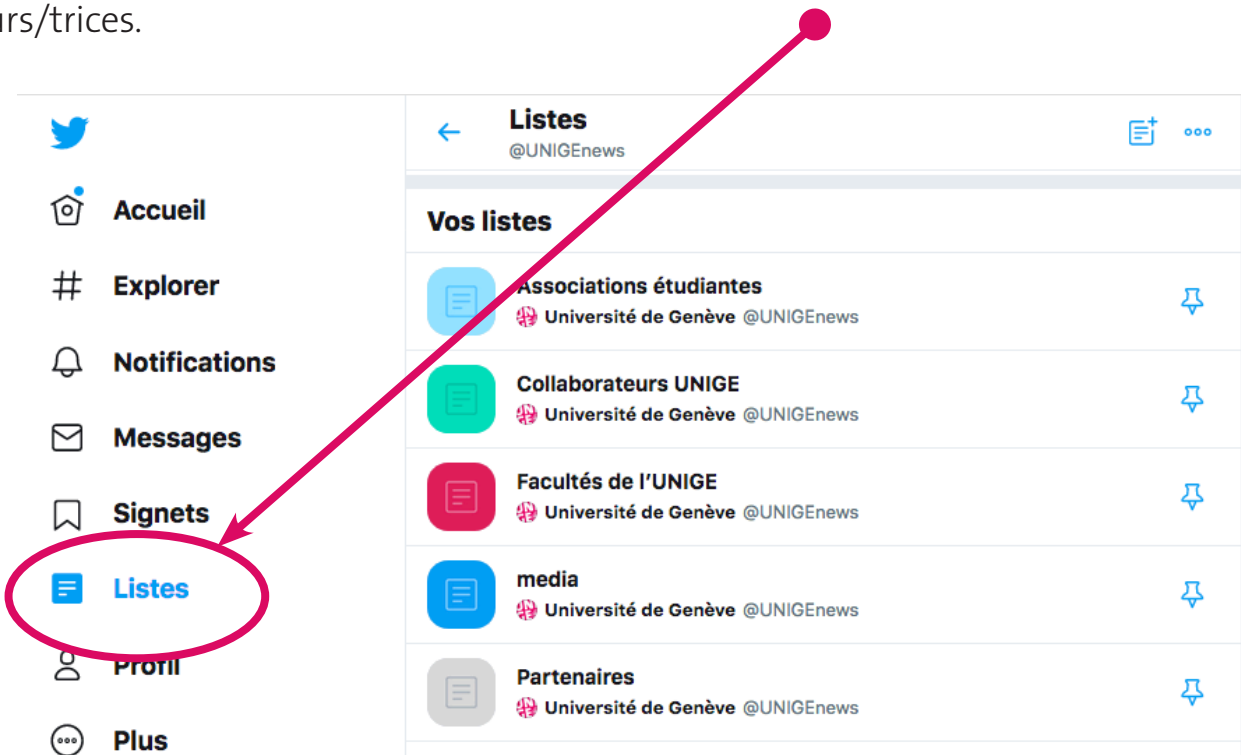 urs/trices.
Accueil
Explorer
Notifications
Messages
Signets
Listes
Profil
Plus
Listes
@UNIGEnews
Vos listes
Associations étudiantes
Université de Genève @UNIGEnews
Collaborateurs UNIGE
Université de Genève @UNIGEnews
Facultés de l'UNIGE
Université de Genève @UNIGEnews
media
Université de Genève @UNIGEnews
Partenaires
Université de Genève @UNIGEnews